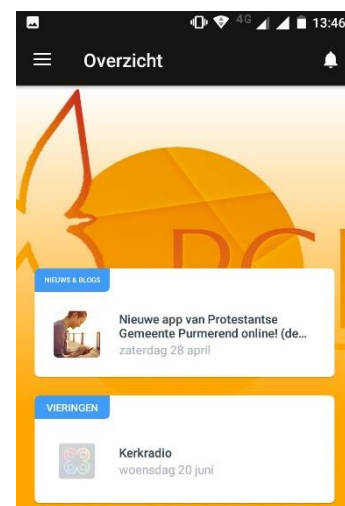 4G 13:46
Overzicht
NIEUWS & BLOGS
Nieuwe app van Protestantse
Gemeente Purmerend online! (de...
zaterdag 28 april
VIERINGEN
Kerkradio
woensdag 20 juni